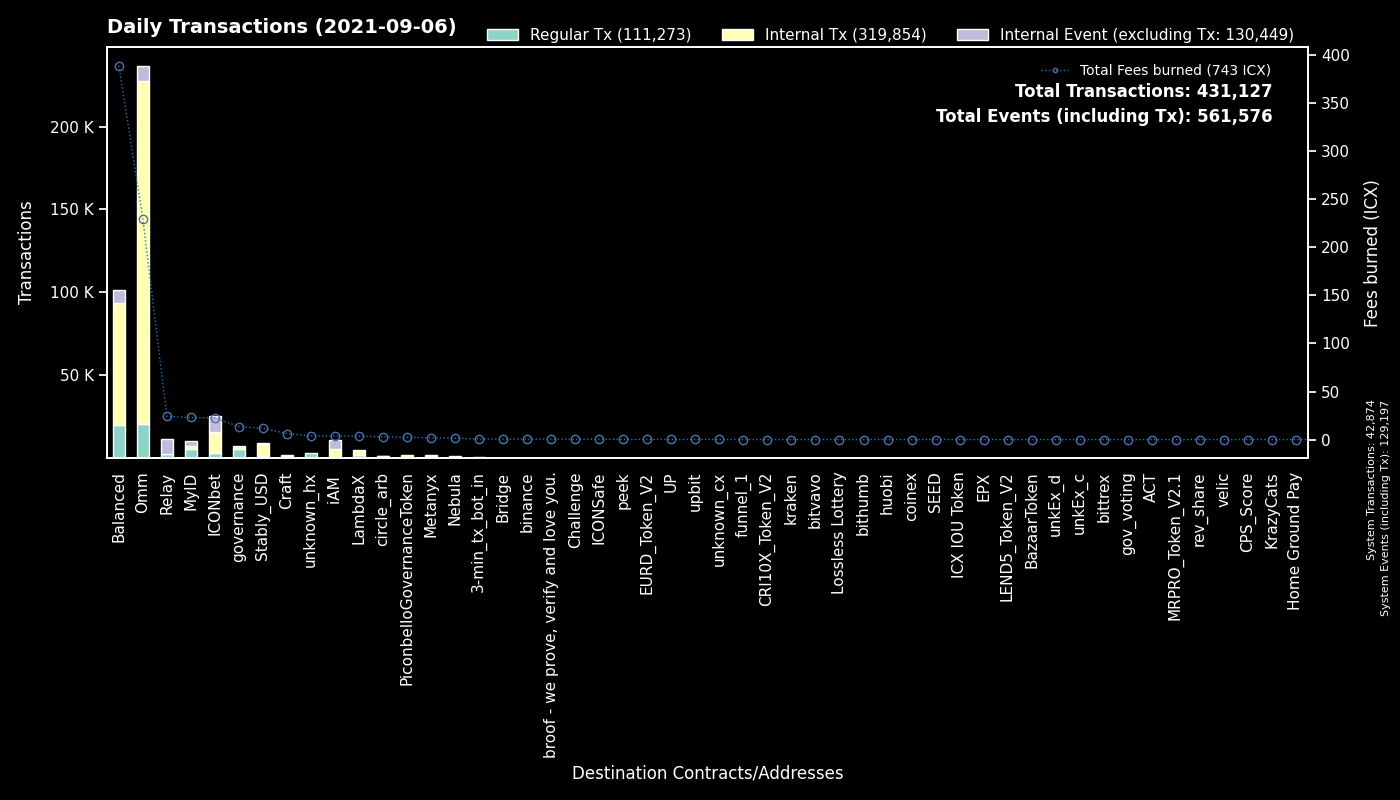 Daily Transactions (2021-09-06)
Regular Tx (111,273)
Internal Tx (319,854)
Internal Event (excluding Tx: 130,449)
Total Fees burned (743 ICX)
Total Transactions: 431,127
Total Events (including Tx): 561,576
Transactions
200 K
150 K
100 K
50 K
400
350
300
250
200
150
100
50
0
Fees burned (ICX)
System Transactions: 42,874
System Events (including Tx): 129,197
Balanced
Omm
Relay
MyID
ICONbet
governance
Stably_USD
Craft
unknown_hx
iAM
LambdaX
circle_arb
PiconbelloGovernanceToken
Metanyx
Nebula
3-min_tx_bot_in
Bridge
binance
broof - we prove, verify and love you.
Challenge
ICONSafe
peek
EURD_Token_V2
UP
upbit
unknown_cx
funnel_1
CRI10X_Token_V2
kraken
bitvavo
Lossless Lottery
bithumb
huobi
coinex
SEED
ICX IOU Token
EPX
LEND5_Token_V2
BazaarToken
unkEx_d
unkEx_c
bittrex
gov_voting
ACT
MRPRO_Token_V2.1
rev_share
velic
CPS_Score
KrazyCats
Home Ground Pay
Destination Contracts/Addresses